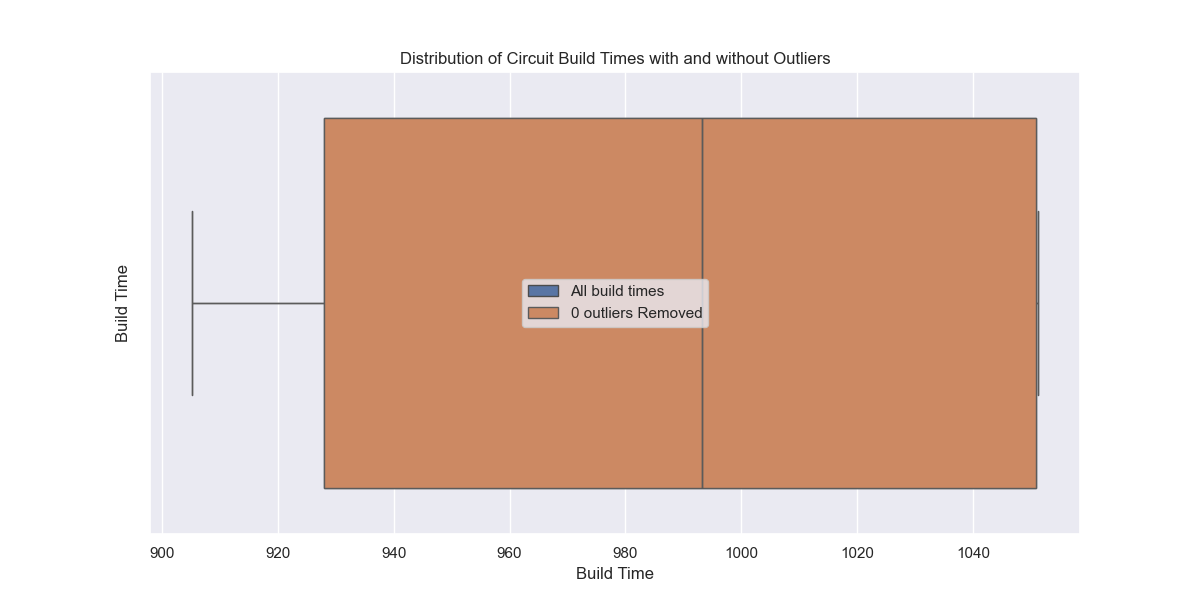 Distribution of Circuit Build Times with and without Outliers
Build Time
All build times
0 outliers Removed
900 920 940 960 980 1000 1020 1040
Build Time